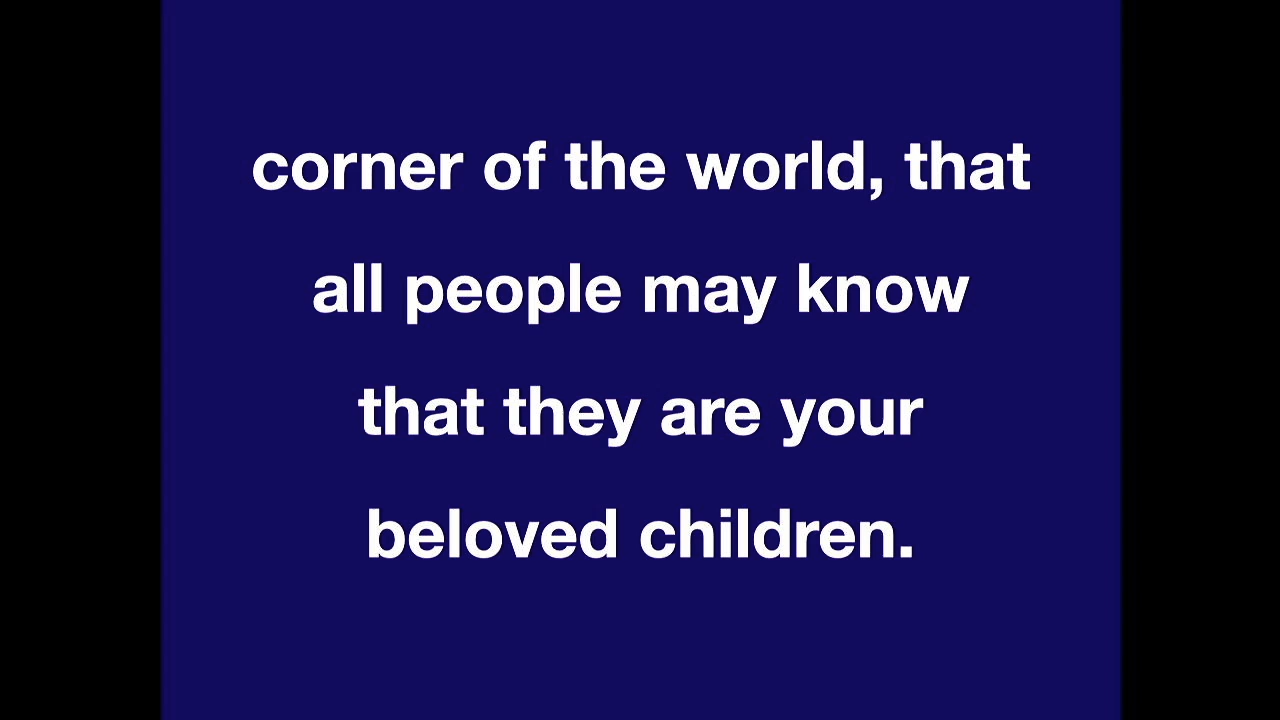 corner of the world, that
all people may know
that they are your
beloved children.